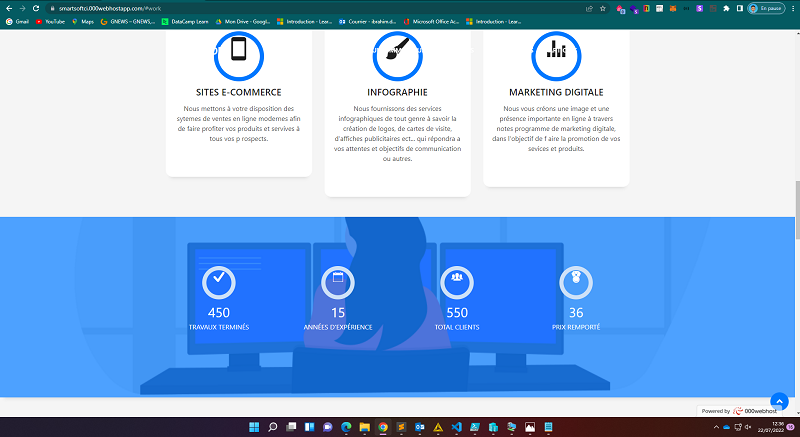 smartsoftci.000webhostapp.com/#work
En pause
Gmail
YouTube
Maps
GNEWS – GNEWS,...
DataCamp Learn
Mon Drive - Googl...
Introduction - Lear...
Courrier - ibrahim.d...
Microsoft Office Ac...
Introduction - Lear...
SITES E-COMMERCE
Nous mettons à votre disposition des
sytemes de ventes en ligne modernes afin
de faire profiter vos produits et servives à
tous vos p rospects.
INFOGRAPHIE
Nous fournissons des services
infographiques de tout genre à savoir la
création de logos, de cartes de visite,
d'affiches publicitaires ect... qui répondra a
vos attentes et objectifs de communication
ou autres.
MARKETING DIGITALE
Nous vous créons une image et une
présence importante en ligne à travers
notes programme de marketing digitale,
dans l'objectif de f aire la promotion de vos
sevices et produits.
450
TRAVAUX TERMINÉS
15
ANNÉES D'EXPÉRIENCE
550
TOTAL CLIENTS
36
PRIX REMPORTÉ
Powered by 000webhost
12:36
22/07/2022